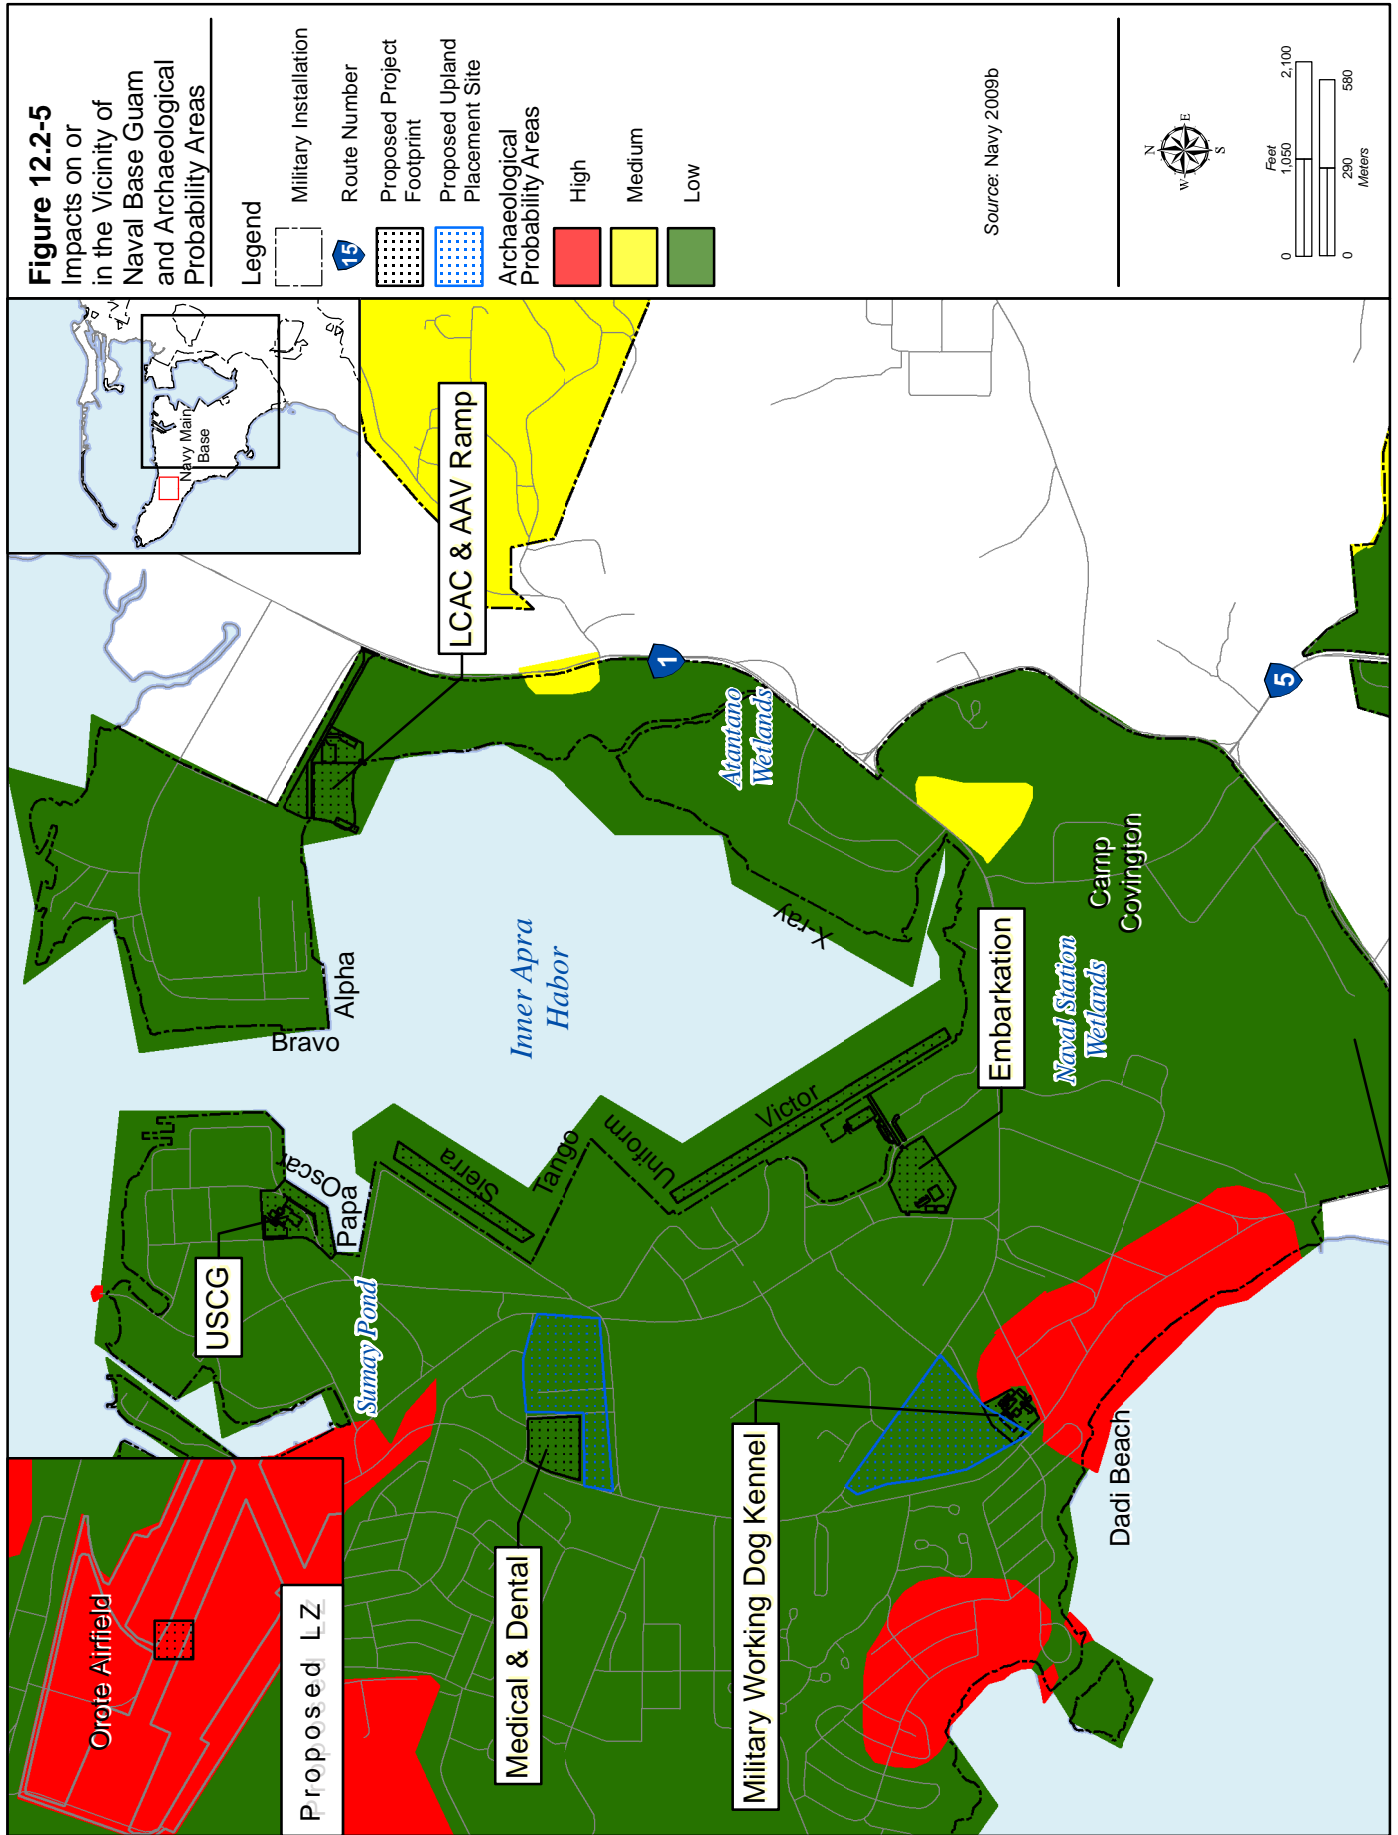 Figure 12.2-5
Impacts on or
in the Vicinity of
Naval Base Guam
and Archaeological
Probability Areas
Legend
Military Installation
15
Route Number
Proposed Project
Footprint
Proposed Upland
Placement Site
Archaeological
Probability Areas
High
Medium
Low
Source: Navy 2009b
N
W
E
S
Feet
0
1,050
2,100
0
290
580
Meters
Navy Main
Base
Orote Airfield
Proposed LZ
USCG
Oscar
Papa
Sumay Pond
Sierra
Tango
Uniform
Victor
Bravo
Alpha
Inner Apra
Habor
X-ray
LCAC & AAV Ramp
1
Atantano
Wetlands
Camp
Covington
Naval Station
Wetlands
Embarkation
5
Medical & Dental
Military Working Dog Kennel
Dadi Beach